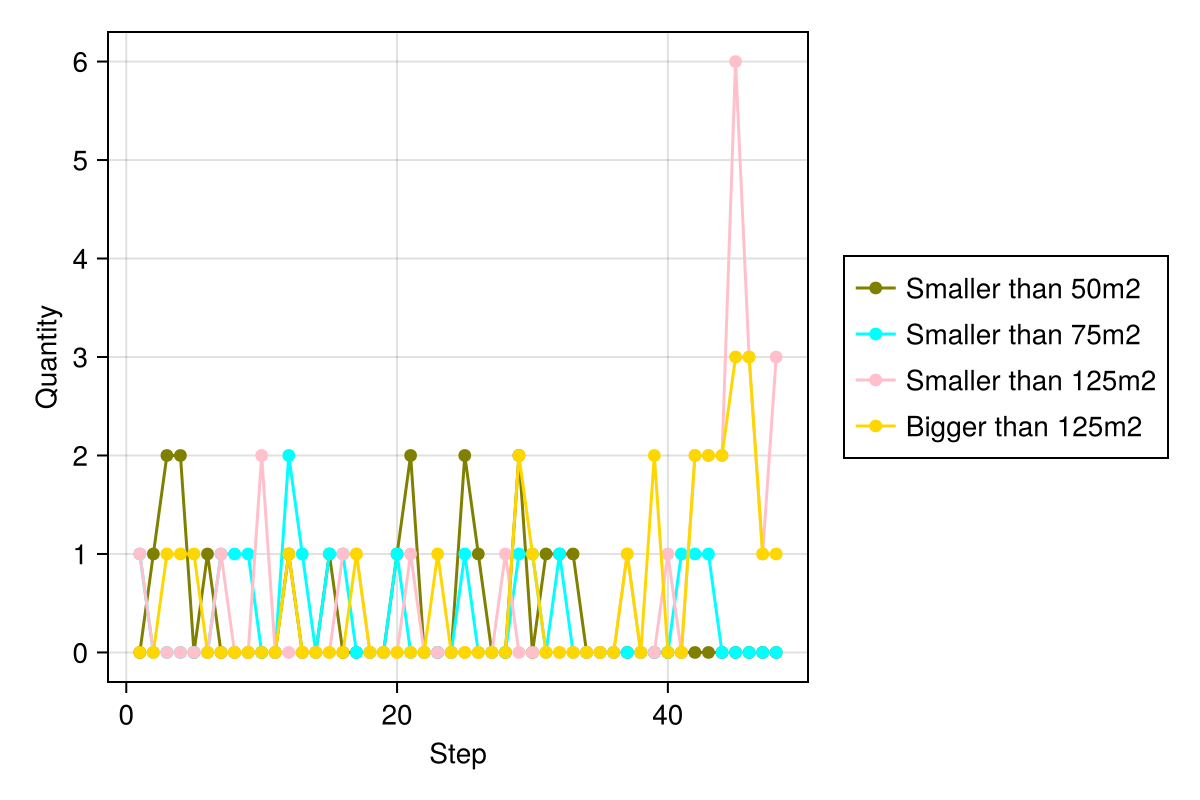 6
5
4
3
2
1
0
Quantity
0 20 40
Step
Smaller than 50m2
Smaller than 75m2
Smaller than 125m2
Bigger than 125m2